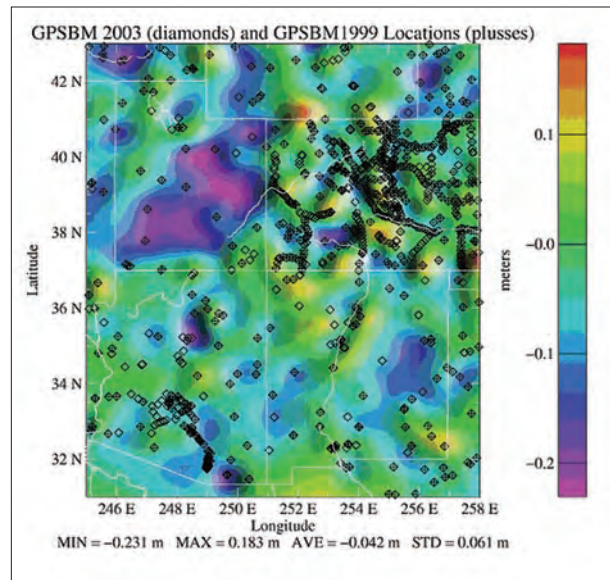 GPSBM 2003 (diamonds) and GPSBM1999 Locations (plusses)
42 N
40 N
38 N
36 N
34 N
32 N
Latitude
246 E 248 E 250 E 252 E 254 E 256 E 258 E
Longitude
0.1
-0.0
-0.1
-0.2
meters
MIN = -0.231 m MAX = 0.183 m AVE = -0.042 m STD = 0.061 m